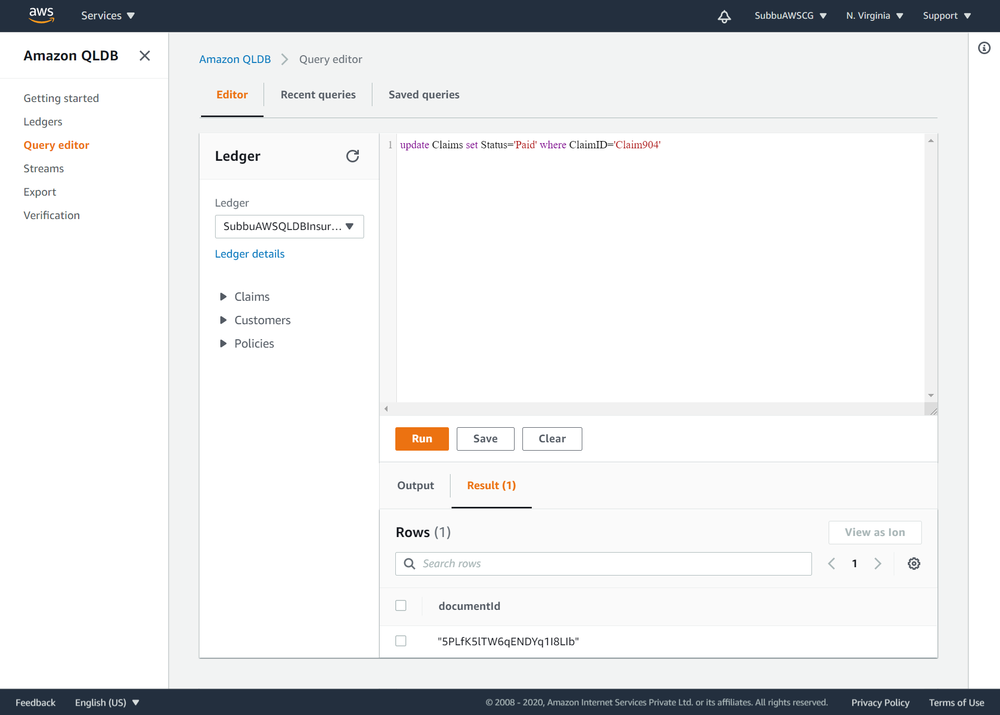 aws
Services
SubbuAWSCG
N. Virginia
Support
Amazon QLDB
Getting started
Ledgers
Query editor
Streams
Export
Verification
Amazon QLDB
Query editor
Editor
Recent queries
Saved queries
Ledger
Ledger
SubbuAWSQLDBInsur...
Ledger details
Claims
Customers
Policies
1 update Claims set Status='Paid' where ClaimID='Claim904'
Run
Save
Clear
Output
Result (1)
Rows (1)
View as Ion
Search rows
1
documentId
"5PLfK5lTW6qENDYq1I8LIb"
Feedback
English (US)
© 2008 - 2020, Amazon Internet Services Private Ltd. or its affiliates. All rights reserved.
Privacy Policy
Terms of Use